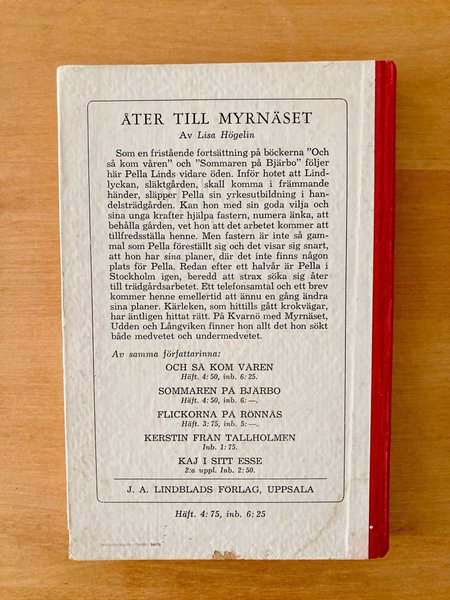 ÅTER TILL MYRNÄSET
Av Lisa Högelin
Som en fristående fortsättning på böckerna "Och
så kom våren" och "Sommaren på Bjärbo" följer
här Pella Linds vidare öden. Inför hotet att Lind-
lyckan, släktgården, skall komma i främmande
händer, släpper Pella sin yrkesutbildning i han-
delsträdgården. Kan hon med sin goda vilja och
sina unga krafter hjälpa fastern, numera änka, att
behålla gården, vet hon att det arbetet kommer att
tillfredsställa henne. Men fastern är inte så gam-
mal som Pella föreställt sig och det visar sig snart,
att hon har sina planer, där det inte finns någon
plats för Pella. Redan efter ett halvår är Pella i
Stockholm igen, beredd att strax söka sig åter
till trädgårdsarbetet. Ett telefonsamtal och ett brev
kommer henne emellertid att ännu en gång ändra
sina planer. Kärleken, som hittills gått krokvägar,
har äntligen hittat rätt. På Kvarnö med Myrnäset,
Udden och Långviken finner hon allt det hon sökt
både medvetet och undermedvetet.
Av samma författarinna:
OCH SÅ KOM VÅREN
Häft. 4: 50, inb. 6: 25.
SOMMAREN PÅ BJÄRBO
Häft. 4: 50, inb. 6: —.
FLICKORNA PÅ RÖNNÄS
Häft. 3: 75, inb. 5: —.
KERSTIN FRÅN TALLHOLMEN
Inb. 1: 75.
KAJ I SITT ESSE
2:a uppl. Inb. 2: 50.
J. A. LINDBLADS FÖRLAG, UPPSALA
Häft. 4: 75, inb. 6: 25